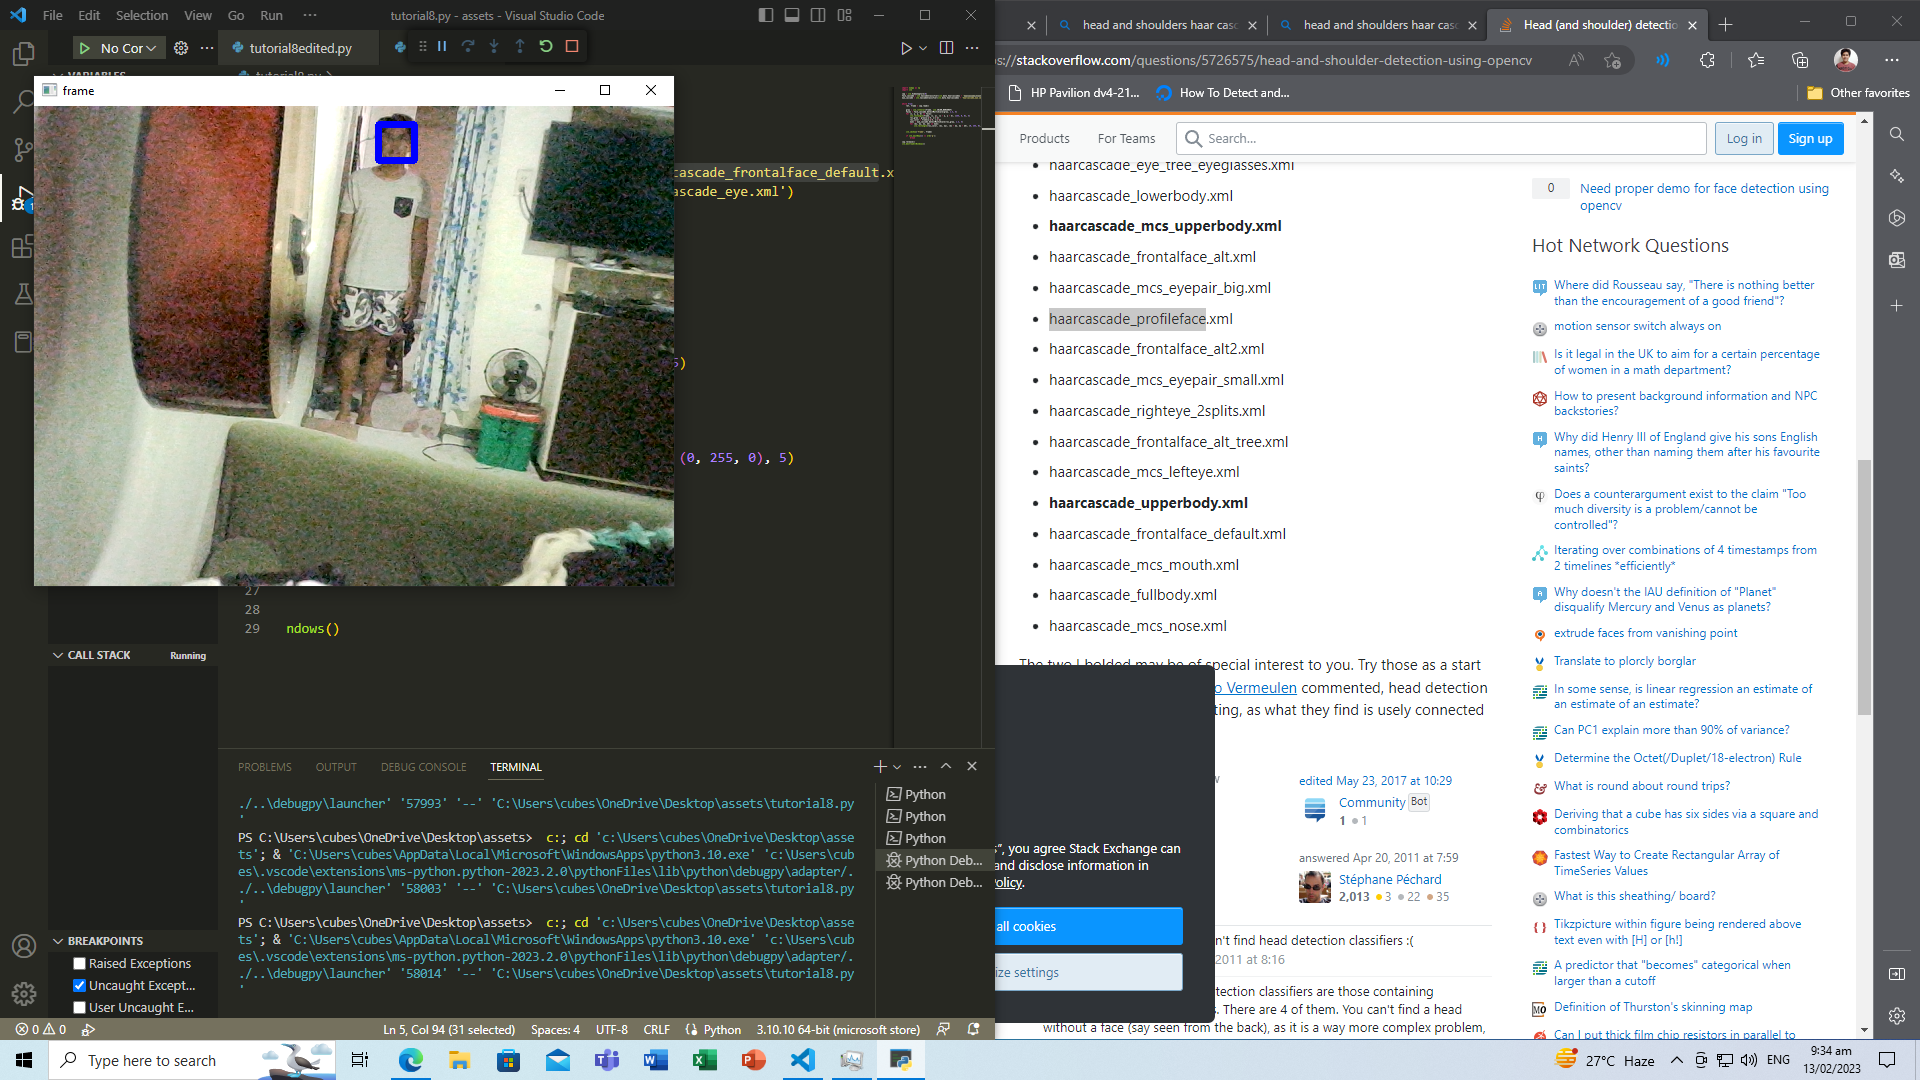 File Edit Selection View Go Run ··· tutorial8.py - assets - Visual Studio Code
No Cor
tutorial8edited.py
frame
cascade_frontalface_default.x
ascade_eye.xml')
5)
(0, 255, 0), 5)
27
28
29 ndows()
CALL STACK Running
PROBLEMS OUTPUT DEBUG CONSOLE TERMINAL
./..\debugpy\launcher' '57993' '--' 'C:\Users\cubes\OneDrive\Desktop\assets\tutorial8.py
'
PS C:\Users\cubes\OneDrive\Desktop\assets> c:; cd 'c:\Users\cubes\OneDrive\Desktop\asse
ts'; & 'C:\Users\cubes\AppData\Local\Microsoft\WindowsApps\python3.10.exe' 'c:\Users\cub
es\.vscode\extensions\ms-python.python-2023.2.0\pythonFiles\lib\python\debugpy\adapter/.
./..\debugpy\launcher' '58003' '--' 'C:\Users\cubes\OneDrive\Desktop\assets\tutorial8.py
'
PS C:\Users\cubes\OneDrive\Desktop\assets> c:; cd 'c:\Users\cubes\OneDrive\Desktop\asse
ts'; & 'C:\Users\cubes\AppData\Local\Microsoft\WindowsApps\python3.10.exe' 'c:\Users\cub
es\.vscode\extensions\ms-python.python-2023.2.0\pythonFiles\lib\python\debugpy\adapter/.
./..\debugpy\launcher' '58014' '--' 'C:\Users\cubes\OneDrive\Desktop\assets\tutorial8.py
'
Python
Python
Python
Python Deb...
Python Deb...
BREAKPOINTS
Raised Exceptions
Uncaught Except...
User Uncaught E...
0 0 Ln 5, Col 94 (31 selected) Spaces: 4 UTF-8 CRLF Python 3.10.10 64-bit (microsoft store)
head and shoulders haar casc
head and shoulders haar casc
Head (and shoulder) detectio
s://stackoverflow.com/questions/5726575/head-and-shoulder-detection-using-opencv
HP Pavilion dv4-21...
How To Detect and...
Other favorites
Products For Teams Search... Log in Sign up
haarcascade_eye_tree_eyeglasses.xml
haarcascade_lowerbody.xml
haarcascade_mcs_upperbody.xml
haarcascade_frontalface_alt.xml
haarcascade_mcs_eyepair_big.xml
haarcascade_profileface.xml
haarcascade_frontalface_alt2.xml
haarcascade_mcs_eyepair_small.xml
haarcascade_righteye_2splits.xml
haarcascade_frontalface_alt_tree.xml
haarcascade_mcs_lefteye.xml
haarcascade_upperbody.xml
haarcascade_frontalface_default.xml
haarcascade_mcs_mouth.xml
haarcascade_fullbody.xml
haarcascade_mcs_nose.xml
The two I bolded may be of special interest to you. Try those as a start
o Vermeulen commented, head detection
ting, as what they find is usely connected
edited May 23, 2017 at 10:29
Community Bot
1 1
answered Apr 20, 2011 at 7:59
Stéphane Péchard
2,013 3 22 35
s", you agree Stack Exchange can
and disclose information in
Policy.
all cookies
ize settings
n't find head detection classifiers :(
2011 at 8:16
tection classifiers are those containing
. There are 4 of them. You can't find a head
without a face (say seen from the back), as it is a way more complex problem,
0 Need proper demo for face detection using
opencv
Hot Network Questions
Where did Rousseau say, "There is nothing better
than the encouragement of a good friend"?
motion sensor switch always on
Is it legal in the UK to aim for a certain percentage
of women in a math department?
How to present background information and NPC
backstories?
Why did Henry III of England give his sons English
names, other than naming them after his favourite
saints?
Does a counterargument exist to the claim "Too
much diversity is a problem/cannot be
controlled"?
Iterating over combinations of 4 timestamps from
2 timelines *efficiently*
Why doesn't the IAU definition of "Planet"
disqualify Mercury and Venus as planets?
extrude faces from vanishing point
Translate to plorcly borglar
In some sense, is linear regression an estimate of
an estimate of an estimate?
Can PC1 explain more than 90% of variance?
Determine the Octet(/Duplet/18-electron) Rule
What is round about round trips?
Deriving that a cube has six sides via a square and
combinatorics
Fastest Way to Create Rectangular Array of
TimeSeries Values
What is this sheathing/ board?
Tikzpicture within figure being rendered above
text even with [H] or [h!]
A predictor that "becomes" categorical when
larger than a cutoff
Definition of Thurston's skinning map
Can I put thick film chip resistors in parallel to
Type here to search
27°C Haze ENG
9:34 am
13/02/2023